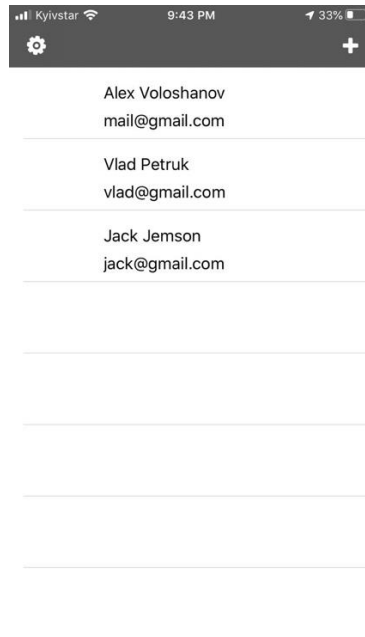 Kyivstar 9:43 PM 33%
Alex Voloshanov
mail@gmail.com
Vlad Petruk
vlad@gmail.com
Jack Jemson
jack@gmail.com